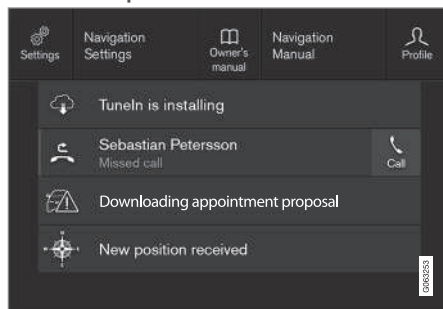 Settings
Navigation
Settings
Owner's
manual
Navigation
Manual
Profile
TuneIn is installing
Sebastian Petersson
Missed call
Call
Downloading appointment proposal
New position received
G063253